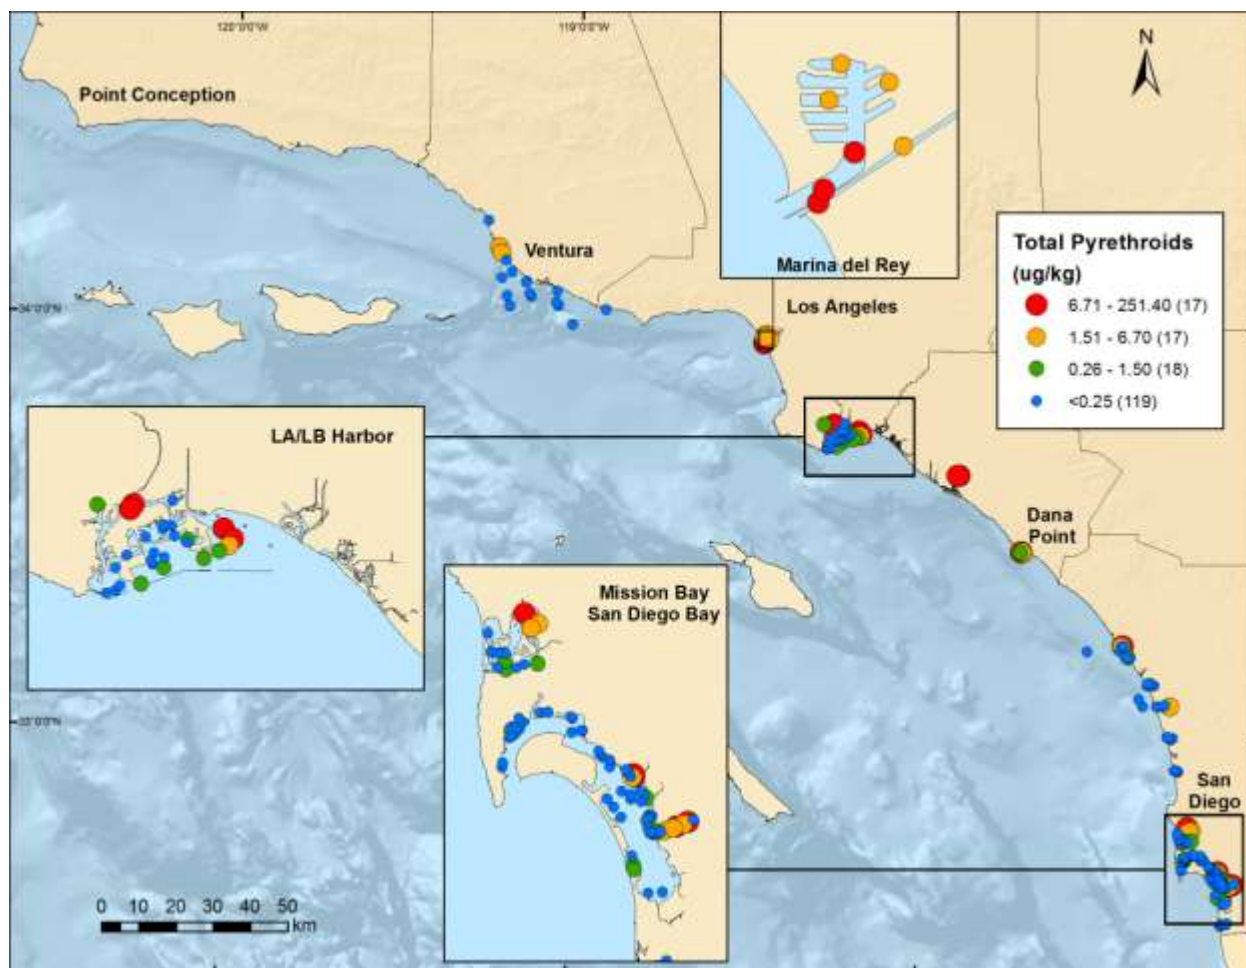 120°0'0"W
119°0'0"W
N
Point Conception
Ventura
Marina del Rey
Los Angeles
Total Pyrethroids
(ug/kg)
6.71 - 251.40 (17)
1.51 - 6.70 (17)
0.26 - 1.50 (18)
<0.25 (119)
34°0'0"N
LA/LB Harbor
Dana
Point
Mission Bay
San Diego Bay
33°0'0"N
San
Diego
0 10 20 30 40 50
km